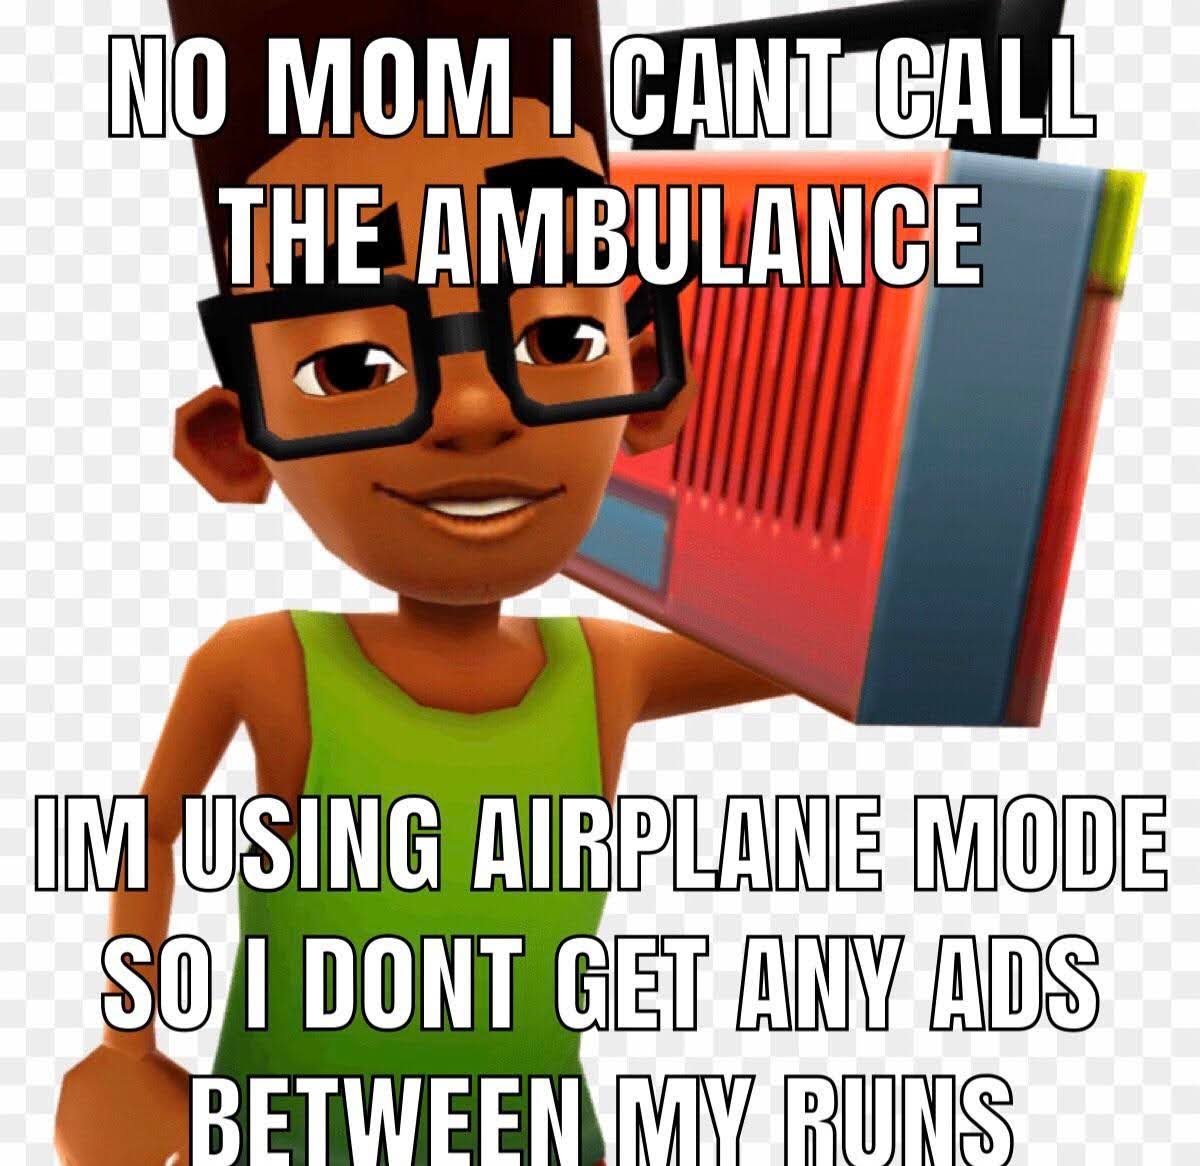 NO MOM I CANT CALL
THE AMBULANCE
IM USING AIRPLANE MODE
SO I DONT GET ANY ADS
BETWEEN MY RUNS